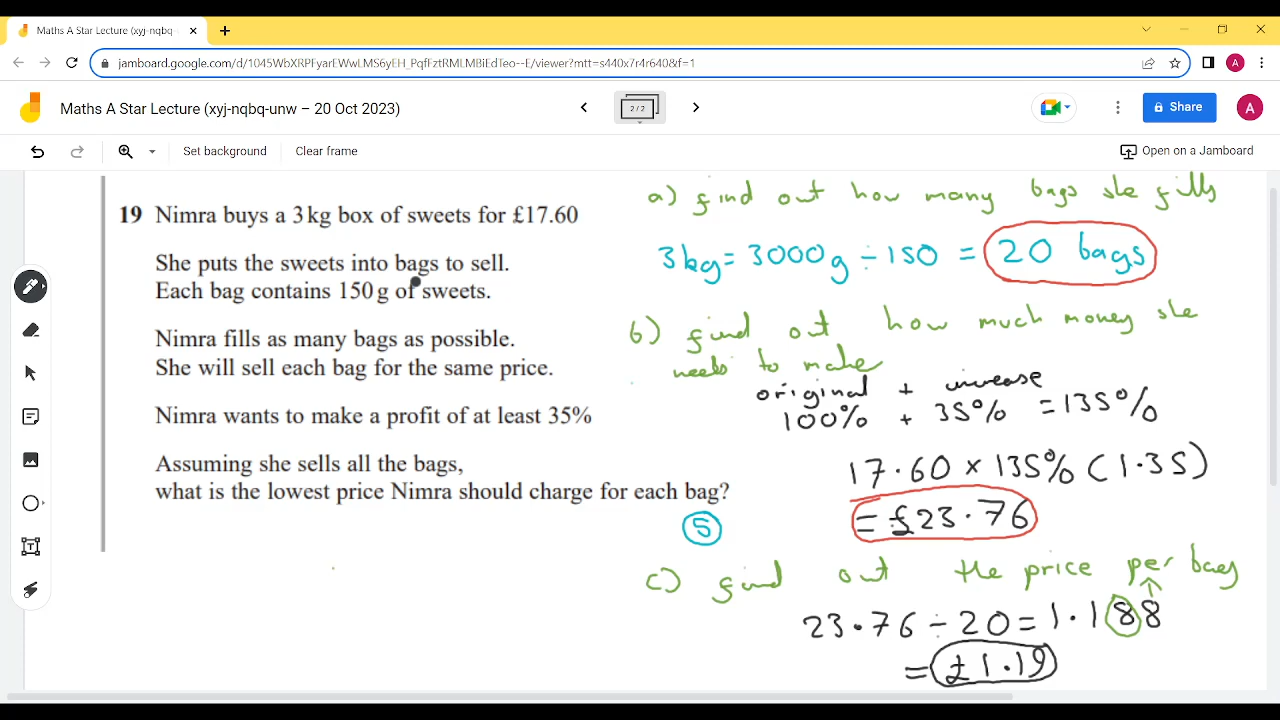 Maths A Star Lecture (xyj-nqbq-
jamboard.google.com/d/1045WbXRPFyarEWwLMS6yEH_PqfFztRMLMBiEdTeo--E/viewer?mtt=s440x7r4r640&f=1
A
Maths A Star Lecture (xyj-nqbq-unw – 20 Oct 2023)
2 / 2
Share
A
Set background
Clear frame
Open on a Jamboard
19 Nimra buys a 3 kg box of sweets for £17.60
She puts the sweets into bags to sell.
Each bag contains 150 g of sweets.
Nimra fills as many bags as possible.
She will sell each bag for the same price.
Nimra wants to make a profit of at least 35%
Assuming she sells all the bags,
what is the lowest price Nimra should charge for each bag?
5
a) find out how many bags she fills
3kg = 3000g ÷ 150 = 20 bags
b) find out how much money she
needs to make
original + increase
100% + 35% = 135%
17.60 × 135% (1.35)
= £23.76
c) find out the price per bag
23.76 ÷ 20 = 1.188
= £1.19